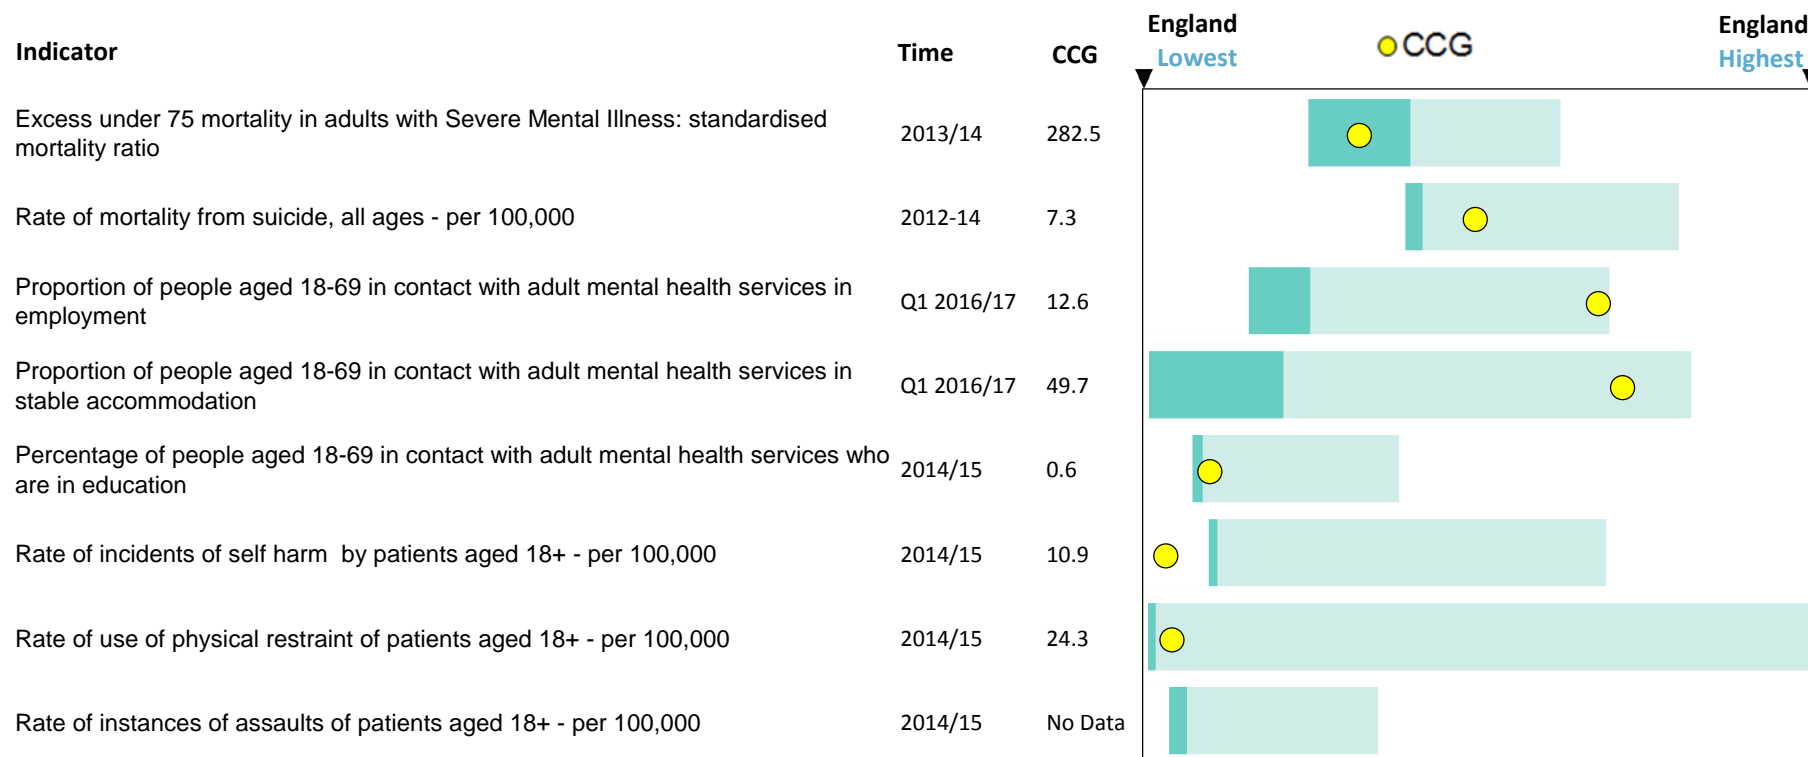 England
England
Indicator
Time
CCG
Lowest
CCG
Highest
Excess under 75 mortality in adults with Severe Mental Illness: standardised
mortality ratio
2013/14
282.5
Rate of mortality from suicide, all ages - per 100,000
2012-14
7.3
Proportion of people aged 18-69 in contact with adult mental health services in
employment
Q1 2016/17
12.6
Proportion of people aged 18-69 in contact with adult mental health services in
stable accommodation
Q1 2016/17
49.7
Percentage of people aged 18-69 in contact with adult mental health services who
are in education
2014/15
0.6
Rate of incidents of self harm  by patients aged 18+ - per 100,000
2014/15
10.9
Rate of use of physical restraint of patients aged 18+ - per 100,000
2014/15
24.3
Rate of instances of assaults of patients aged 18+ - per 100,000
2014/15
No Data